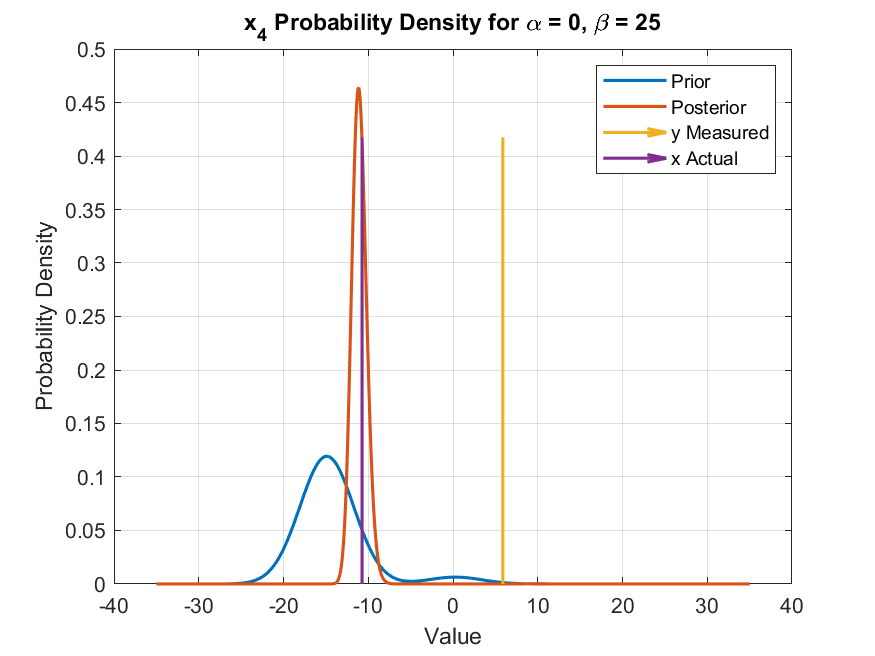 x4 Probability Density for α = 0, β = 25
0.5
0.45
0.4
0.35
0.3
0.25
0.2
0.15
0.1
0.05
0
Probability Density
Prior
Posterior
y Measured
x Actual
-40 -30 -20 -10 0 10 20 30 40
Value